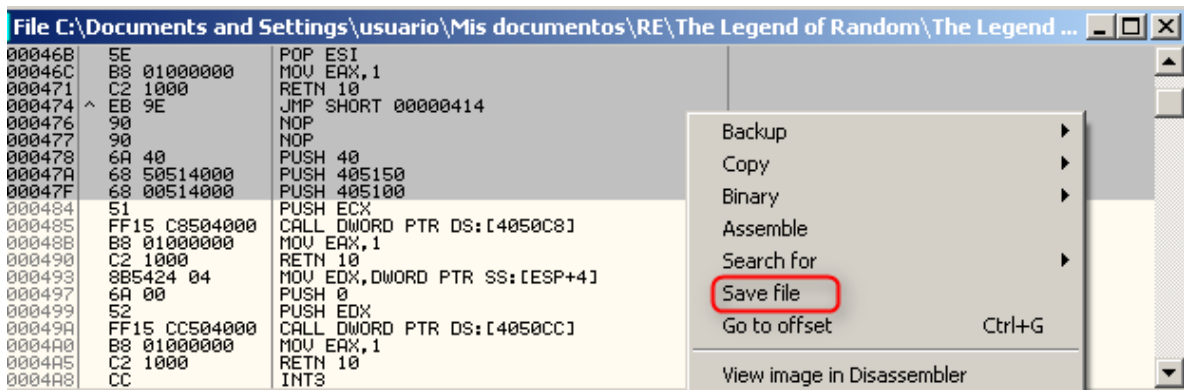 File C:\Documents and Settings\usuario\Mis documentos\RE\The Legend of Random\The Legend ...
00046B 5E POP ESI
00046C B8 01000000 MOV EAX,1
000471 C2 1000 RETN 10
000474 ^ EB 9E JMP SHORT 00000414
000476 90 NOP
000477 90 NOP
000478 6A 40 PUSH 40
00047A 68 50514000 PUSH 405150
00047F 68 00514000 PUSH 405100
000484 51 PUSH ECX
000485 FF15 C8504000 CALL DWORD PTR DS:[4050C8]
00048B B8 01000000 MOV EAX,1
000490 C2 1000 RETN 10
000493 8B5424 04 MOV EDX,DWORD PTR SS:[ESP+4]
000497 6A 00 PUSH 0
000499 52 PUSH EDX
00049A FF15 CC504000 CALL DWORD PTR DS:[4050CC]
0004A0 B8 01000000 MOV EAX,1
0004A5 C2 1000 RETN 10
0004A8 CC INT3
Backup
Copy
Binary
Assemble
Search for
Save file
Go to offset Ctrl+G
View image in Disassembler